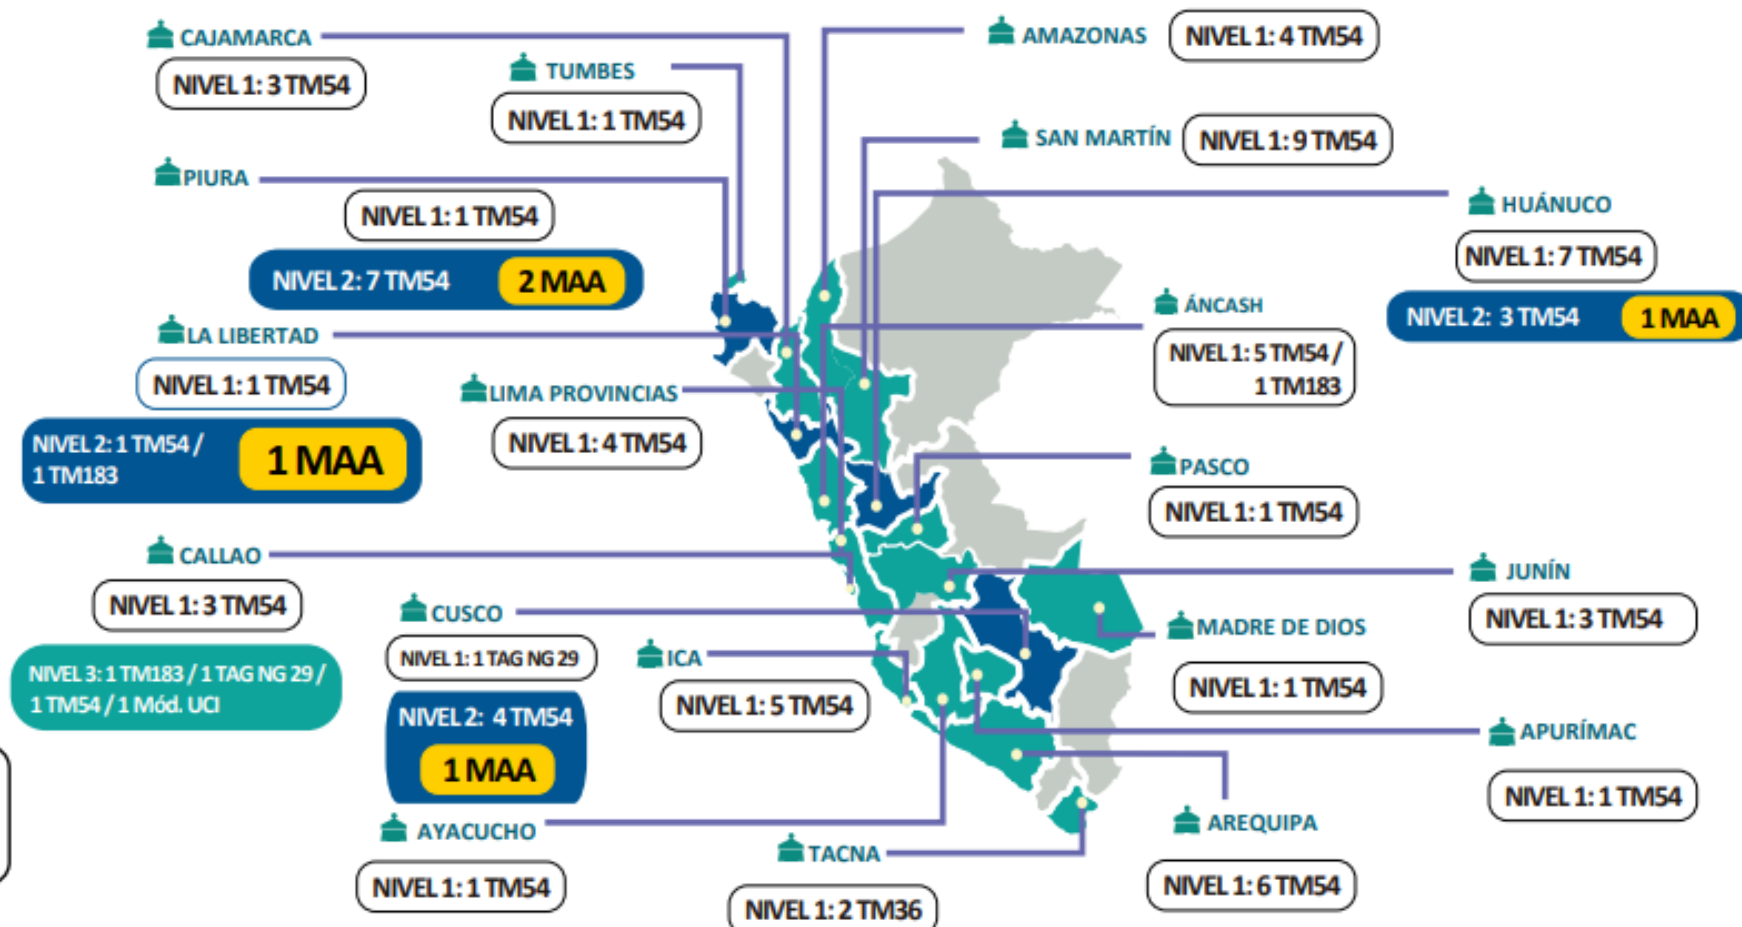 CAJAMARCA
NIVEL 1: 3 TM54
TUMBES
NIVEL 1: 1 TM54
AMAZONAS
NIVEL 1: 4 TM54
SAN MARTÍN
NIVEL 1: 9 TM54
PIURA
NIVEL 1: 1 TM54
NIVEL 2: 7 TM54
2 MAA
HUÁNUCO
NIVEL 1: 7 TM54
NIVEL 2: 3 TM54
1 MAA
LA LIBERTAD
NIVEL 1: 1 TM54
NIVEL 2: 1 TM54 /
1 TM183
1 MAA
LIMA PROVINCIAS
NIVEL 1: 4 TM54
ÁNCASH
NIVEL 1: 5 TM54 /
1 TM183
PASCO
NIVEL 1: 1 TM54
CALLAO
NIVEL 1: 3 TM54
NIVEL 3: 1 TM183 / 1 TAG NG 29 /
1 TM54 / 1 Mód. UCI
CUSCO
NIVEL 1: 1 TAG NG 29
NIVEL 2: 4 TM54
1 MAA
ICA
NIVEL 1: 5 TM54
JUNÍN
NIVEL 1: 3 TM54
MADRE DE DIOS
NIVEL 1: 1 TM54
APURÍMAC
NIVEL 1: 1 TM54
AYACUCHO
NIVEL 1: 1 TM54
TACNA
NIVEL 1: 2 TM36
AREQUIPA
NIVEL 1: 6 TM54